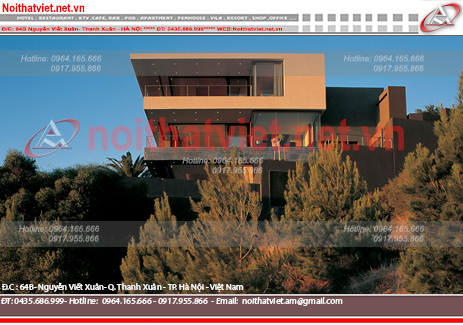 Noithatviet.net.vn
HOTEL . RESTAURANT . KTV.CAFE.BAR . PUB . APARTMENT . PENHOUSE . VILA . RESORT . SHOP . OFFICE ....
Đ/C: 64B Nguyễn Viết Xuân- Thanh Xuân - HÀ NỘI ***** ĐT: 0435.686.999***** WEB:Noithatviet.net.vn
Hotline: 0964.165.666
0917.955.866
Hotline: 0964.165.666
0917.955.866
noithatviet.net.vn
Hotline: 0964.165.666
0917.955.866
Hotline: 0964.165.666
0917.955.866
Hotline: 0964.165.666
0917.955.866
Đ.C : 64B- Nguyễn Viết Xuân- Q. Thanh Xuân - TP. Hà Nội - Việt Nam
ĐT: 0435.686.999- Hotline: 0964.165.666 - 0917.955.866 - Email: noithatviet.am@gmail.com